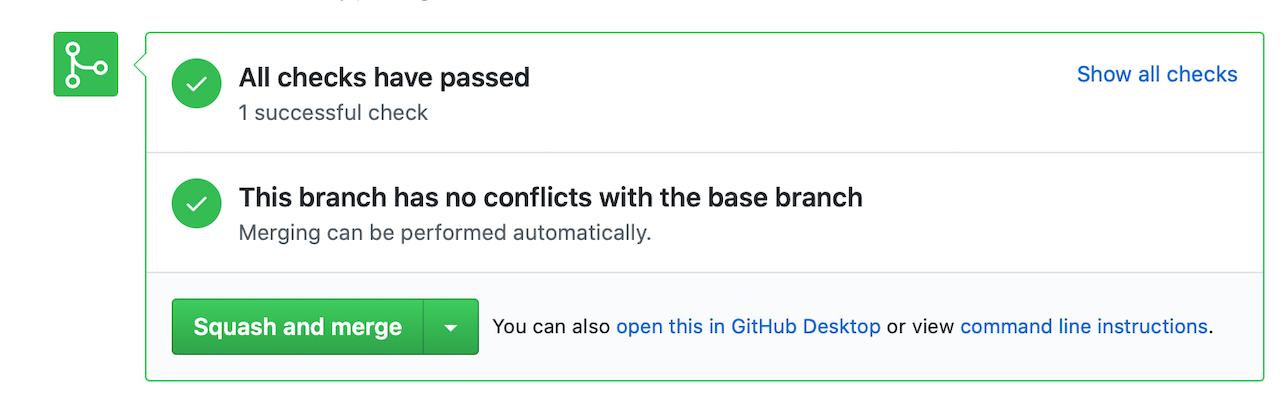 All checks have passed
Show all checks
1 successful check
This branch has no conflicts with the base branch
Merging can be performed automatically.
Squash and merge
You can also open this in GitHub Desktop or view command line instructions.